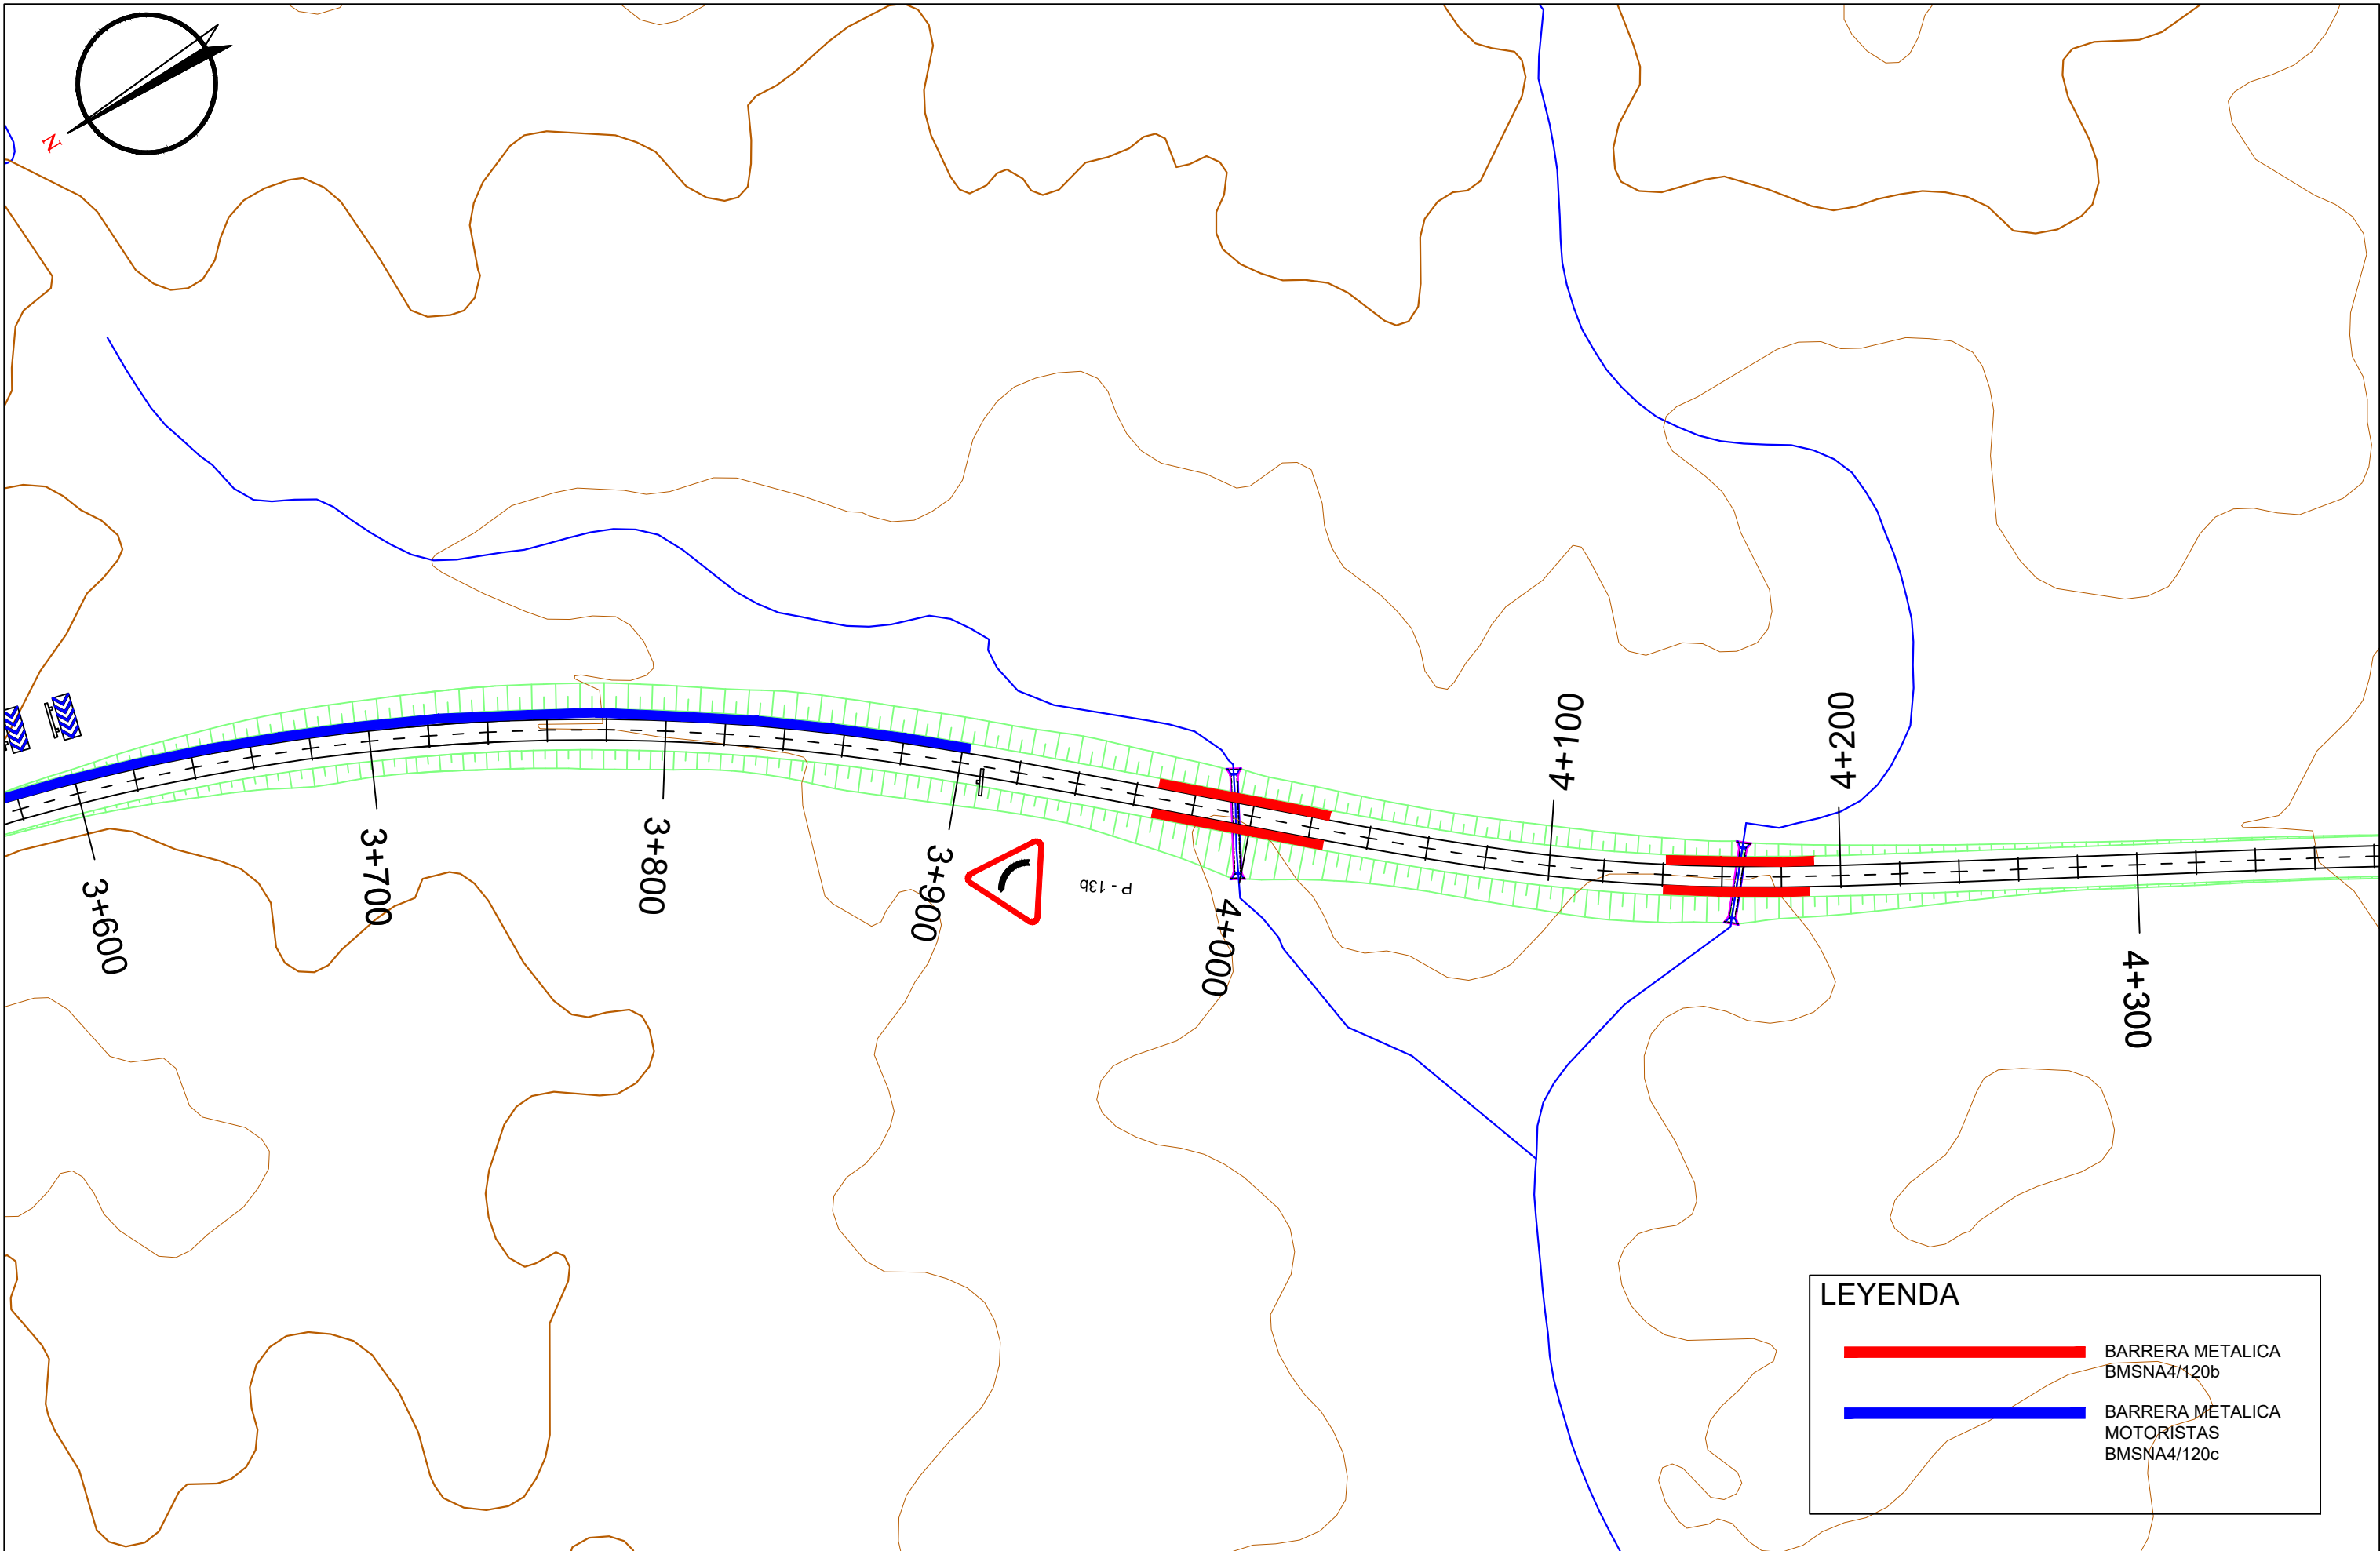 N
3+600
3+700
3+800
3+900
P - 13b
4+000
4+100
4+200
4+300
LEYENDA
BARRERA METALICA
BMSNA4/120b
BARRERA METALICA
MOTORISTAS
BMSNA4/120c